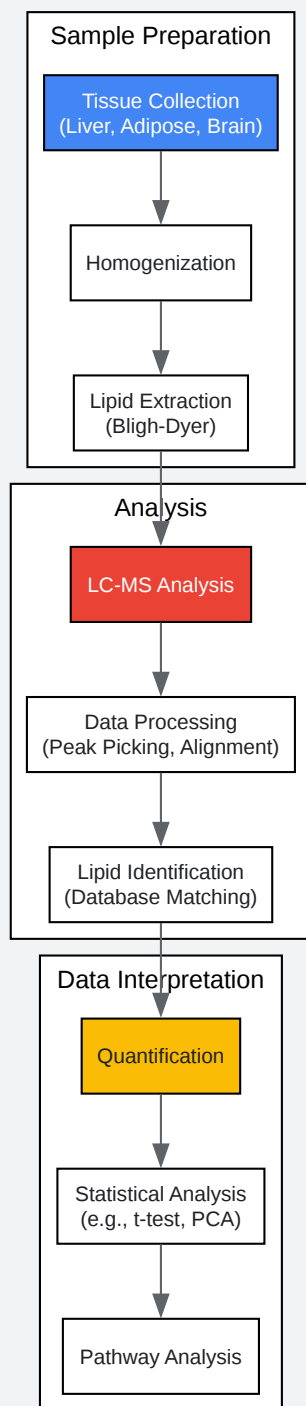 Sample Preparation
Tissue Collection
(Liver, Adipose, Brain)
Homogenization
Lipid Extraction
(Bligh-Dyer)
Analysis
LC-MS Analysis
Data Processing
(Peak Picking, Alignment)
Lipid Identification
(Database Matching)
Data Interpretation
Quantification
Statistical Analysis
(e.g., t-test, PCA)
Pathway Analysis